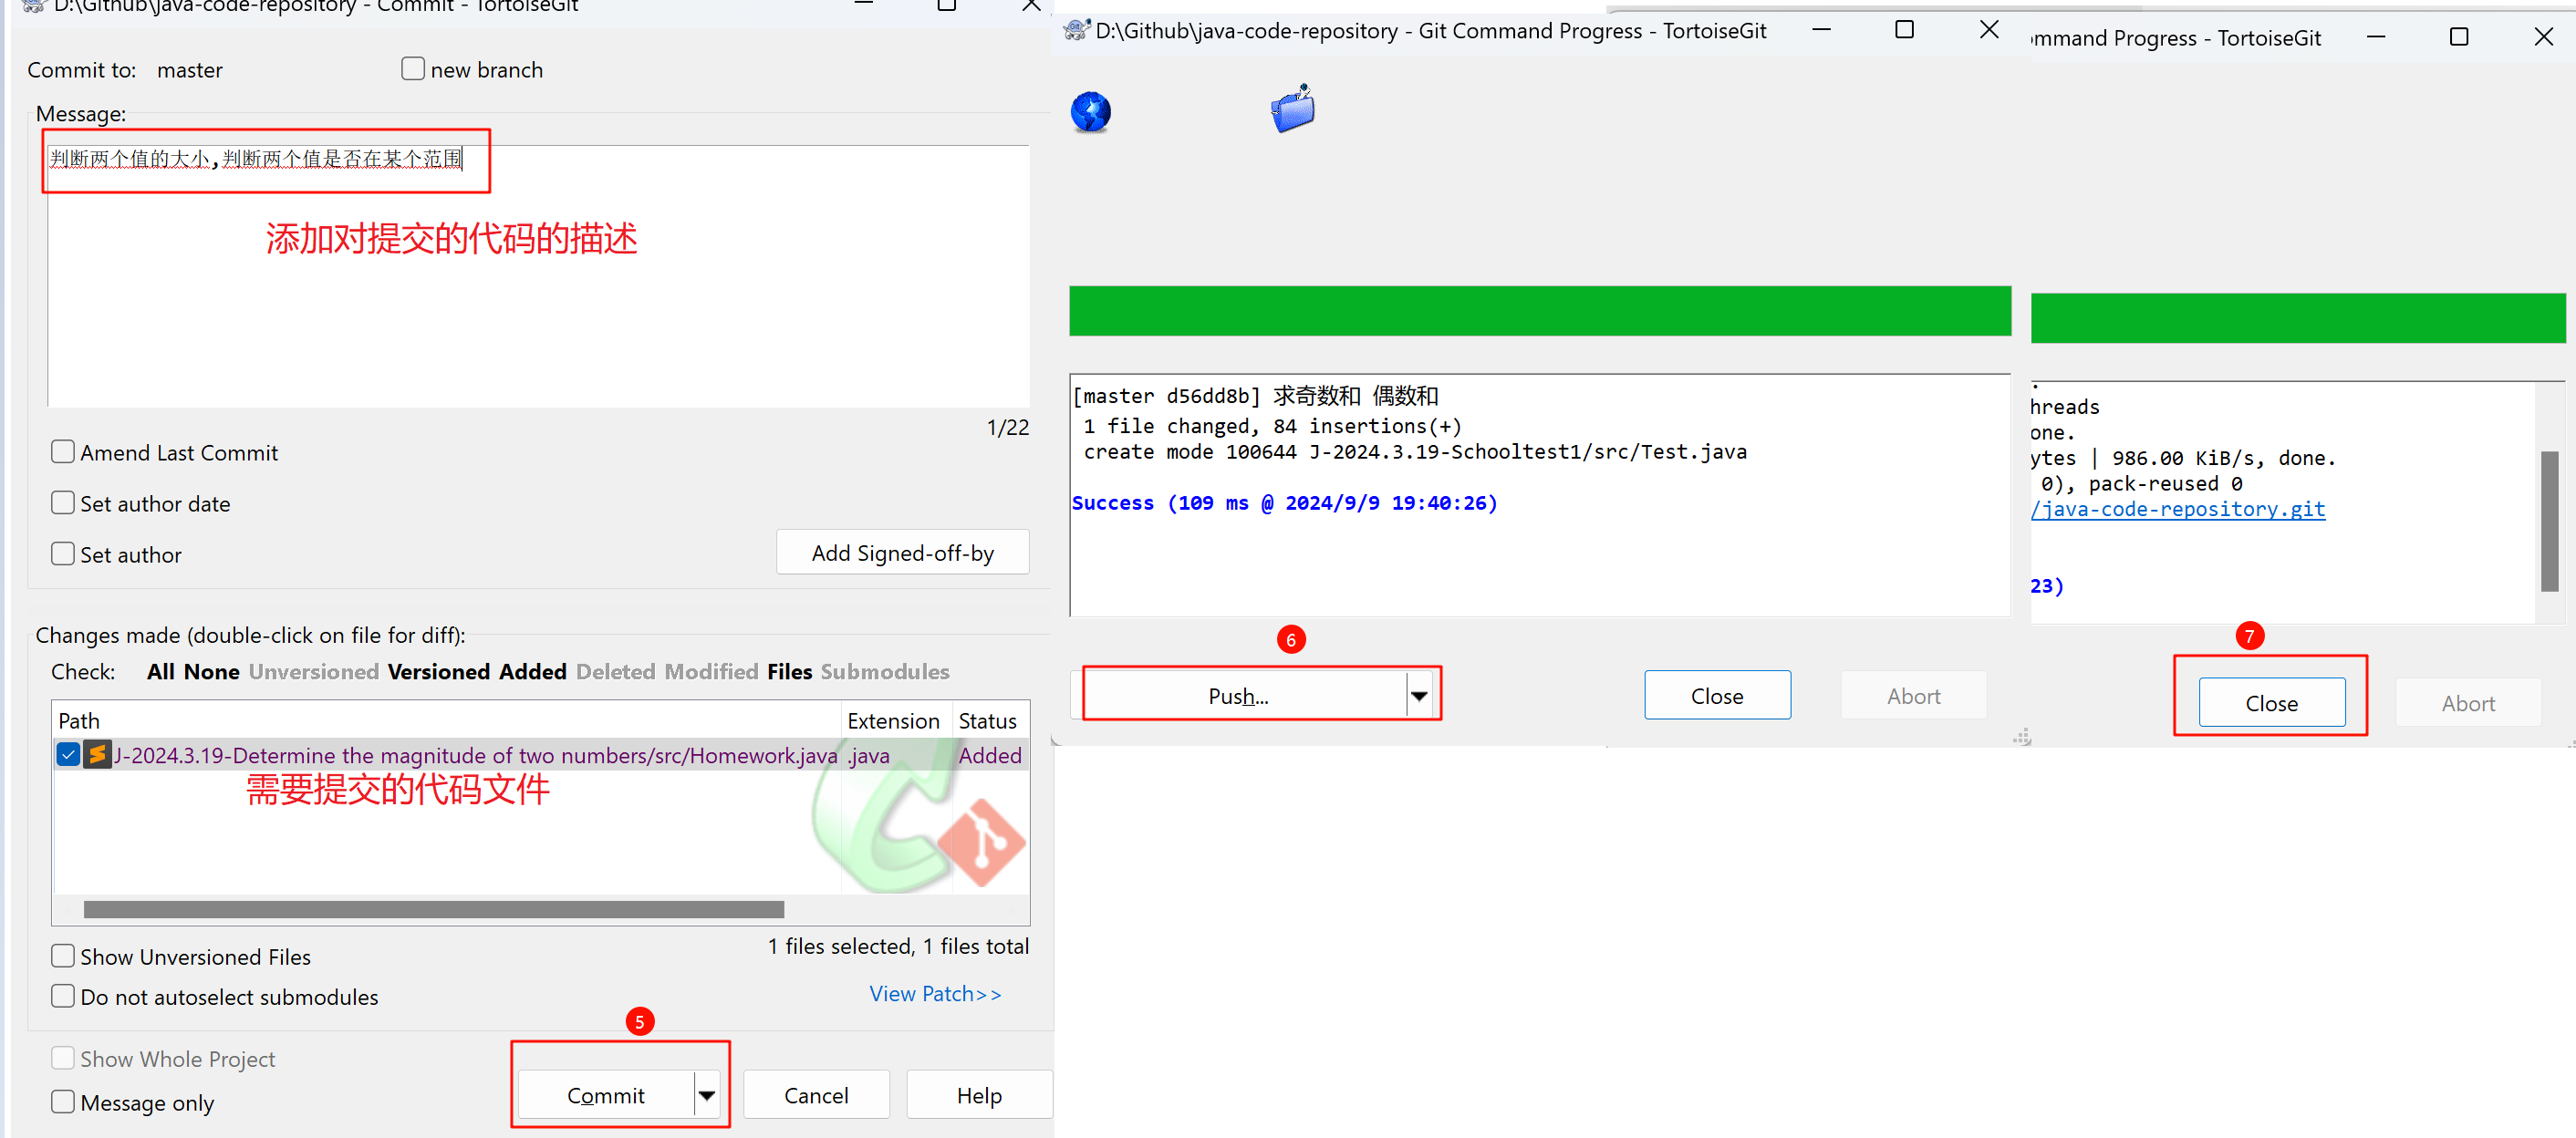 D:\Github\java-code-repository - Commit - TortoiseGit
Commit to: master
new branch
Message:
判断两个值的大小,判断两个值是否在某个范围
添加对提交的代码的描述
1/22
Amend Last Commit
Set author date
Set author
Add Signed-off-by
Changes made (double-click on file for diff):
Check: All None Unversioned Versioned Added Deleted Modified Files Submodules
Path Extension Status
J-2024.3.19-Determine the magnitude of two numbers/src/Homework.java .java Added
需要提交的代码文件
1 files selected, 1 files total
Show Unversioned Files
Do not autoselect submodules
View Patch>>
5
Show Whole Project
Message only
Commit
Cancel
Help
D:\Github\java-code-repository - Git Command Progress - TortoiseGit
[master d56dd8b] 求奇数和 偶数和
1 file changed, 84 insertions(+)
create mode 100644 J-2024.3.19-Schooltest1/src/Test.java
Success (109 ms @ 2024/9/9 19:40:26)
6
Push...
Close
Abort
ommand Progress - TortoiseGit
hreads
one.
ytes | 986.00 KiB/s, done.
0), pack-reused 0
/java-code-repository.git
23)
7
Close
Abort